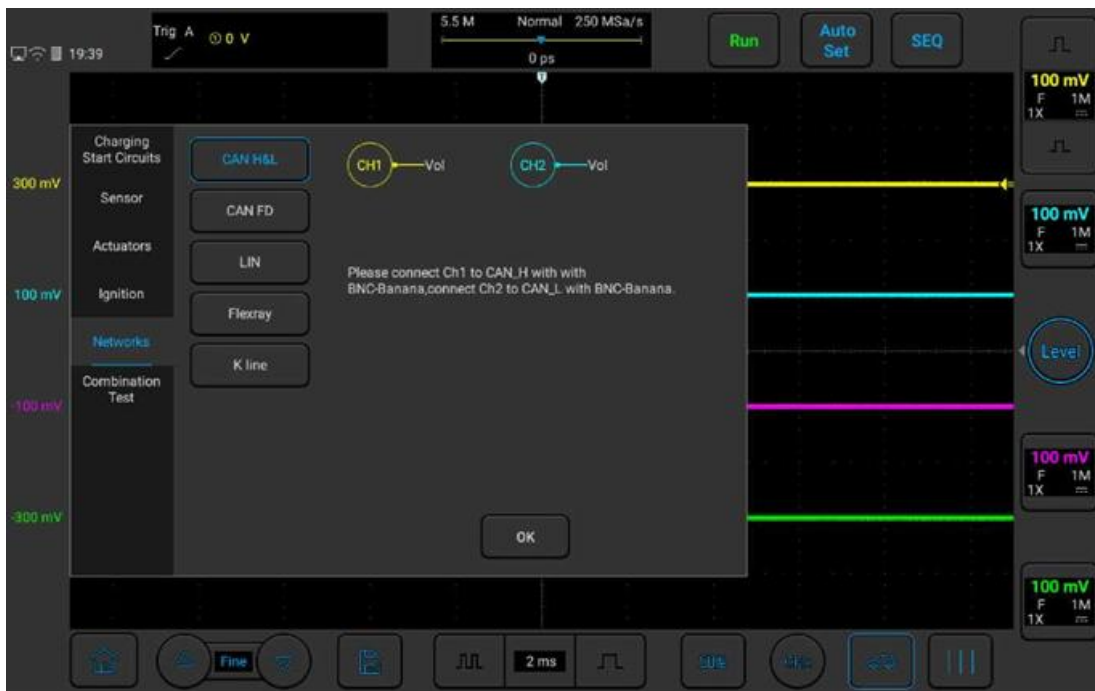 5.5 M Normal 250 MSa/s
Trig A ① 0 V
19:39
0 ps
T
Run
Auto
Set
SEQ
100 mV
F 1M
1X
Charging
Start Circuits
Sensor
Actuators
Ignition
Networks
Combination
Test
CAN H&L
CAN FD
LIN
Flexray
K line
CH1 Vol
CH2 Vol
Please connect Ch1 to CAN_H with with
BNC-Banana,connect Ch2 to CAN_L with BNC-Banana.
OK
300 mV
100 mV
-100 mV
-300 mV
100 mV
F 1M
1X
Level
100 mV
F 1M
1X
100 mV
F 1M
1X
Fine
2 ms
50%